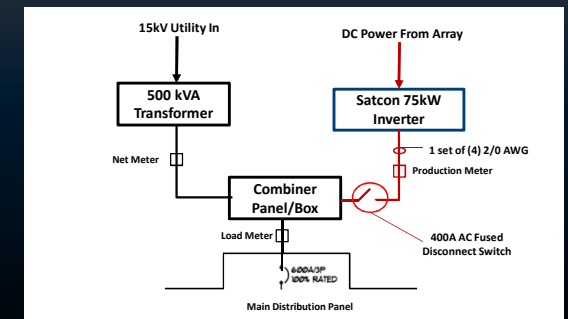 15kV Utility In
DC Power From Array
500 kVA
Transformer
Satcon 75kW
Inverter
1 set of (4) 2/0 AWG
Net Meter
Production Meter
Combiner
Panel/Box
Load Meter
400A AC Fused
Disconnect Switch
600A/3P
100% RATED
Main Distribution Panel